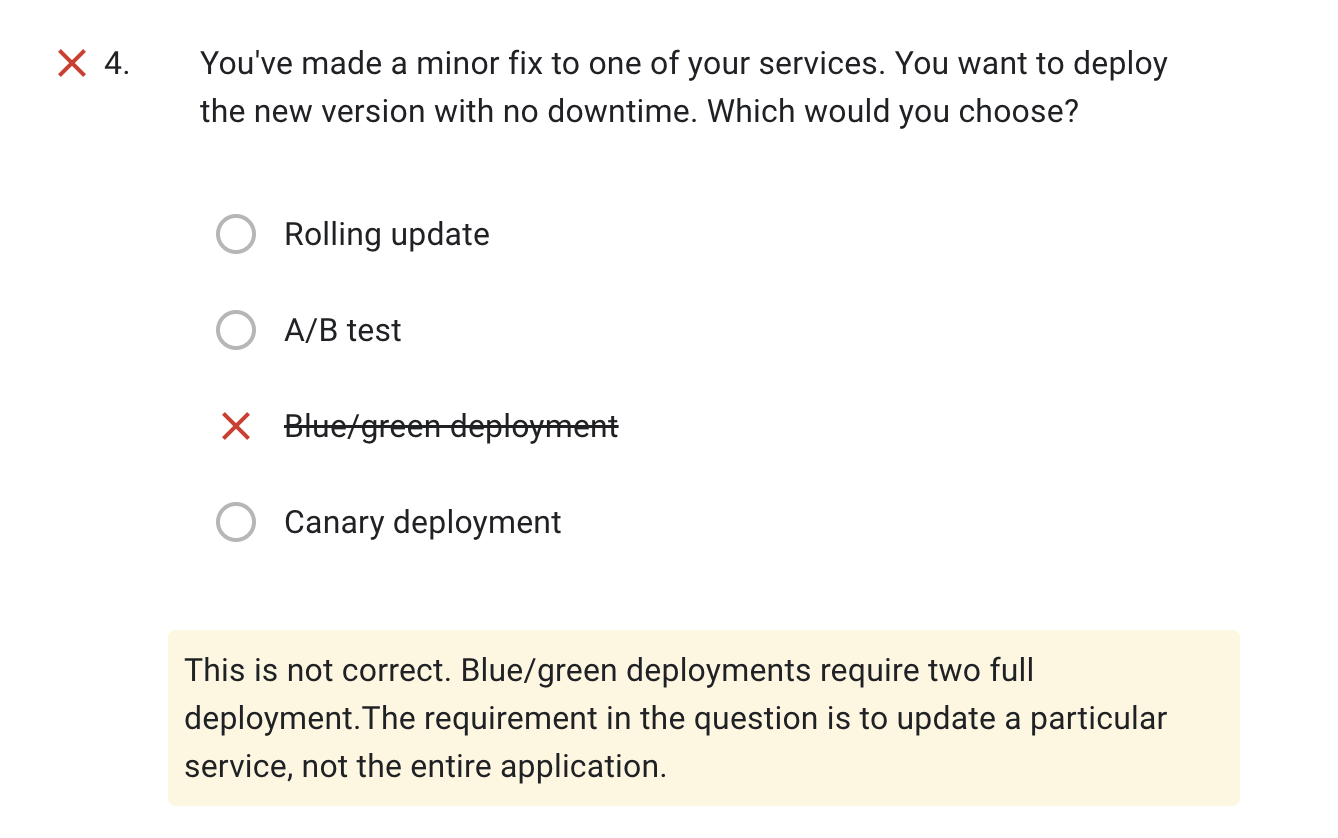 4.
You've made a minor fix to one of your services. You want to deploy
the new version with no downtime. Which would you choose?
Rolling update
A/B test
Blue/green deployment
Canary deployment
This is not correct. Blue/green deployments require two full
deployment.The requirement in the question is to update a particular
service, not the entire application.